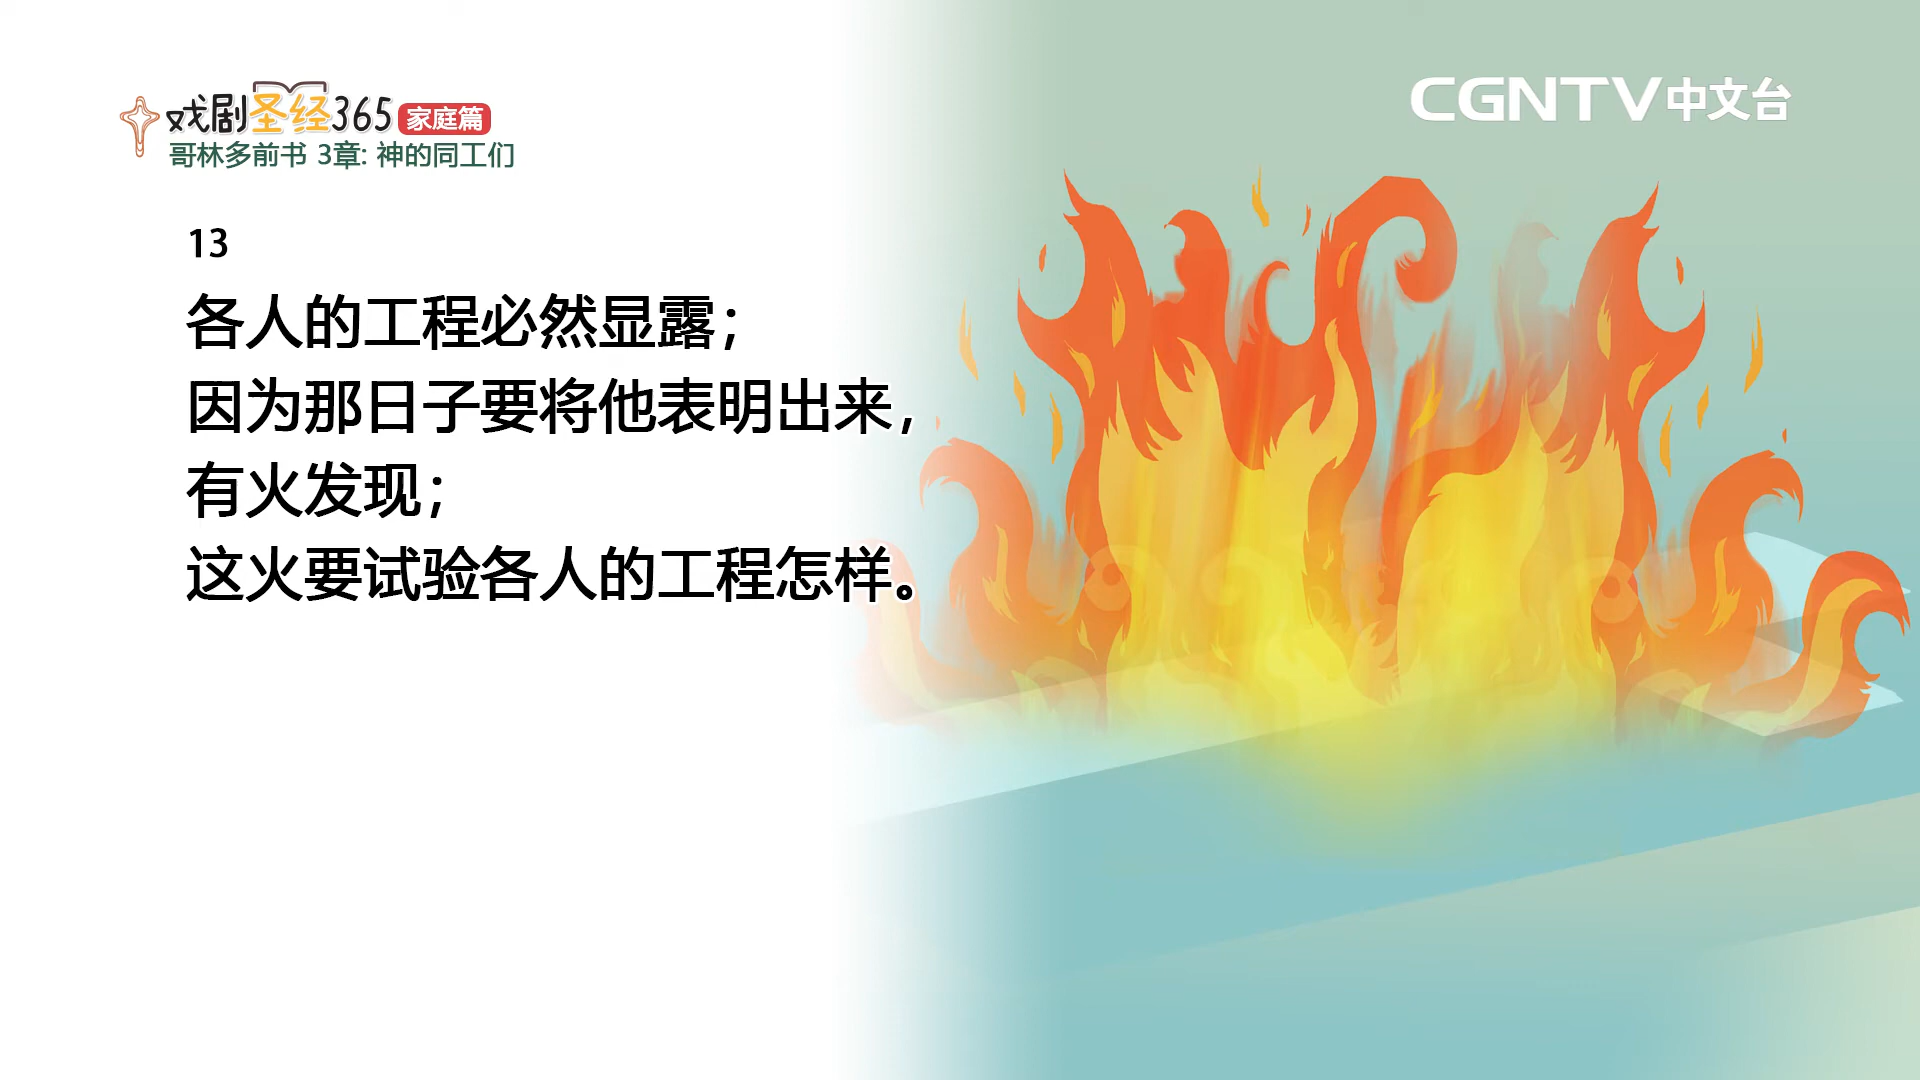 戏剧圣经365 家庭篇
CGNTV中文台
哥林多前书 3章: 神的同工们
13
各人的工程必然显露；
因为那日子要将他表明出来，
有火发现；
这火要试验各人的工程怎样。